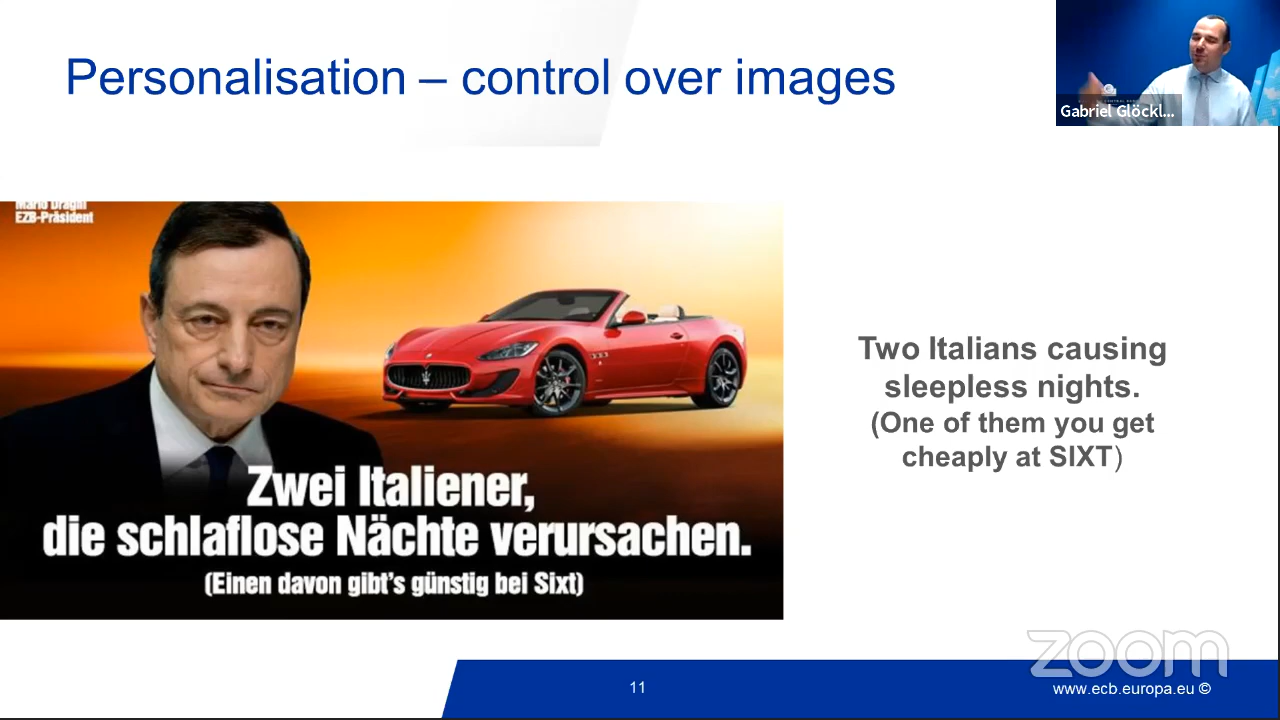 Personalisation – control over images
Gabriel Glöckl...
Mario Draghi
EZB-Präsident
Zwei Italiener,
die schlaflose Nächte verursachen.
(Einen davon gibt's günstig bei Sixt)
Two Italians causing
sleepless nights.
(One of them you get
cheaply at SIXT)
zoom
11
www.ecb.europa.eu ©